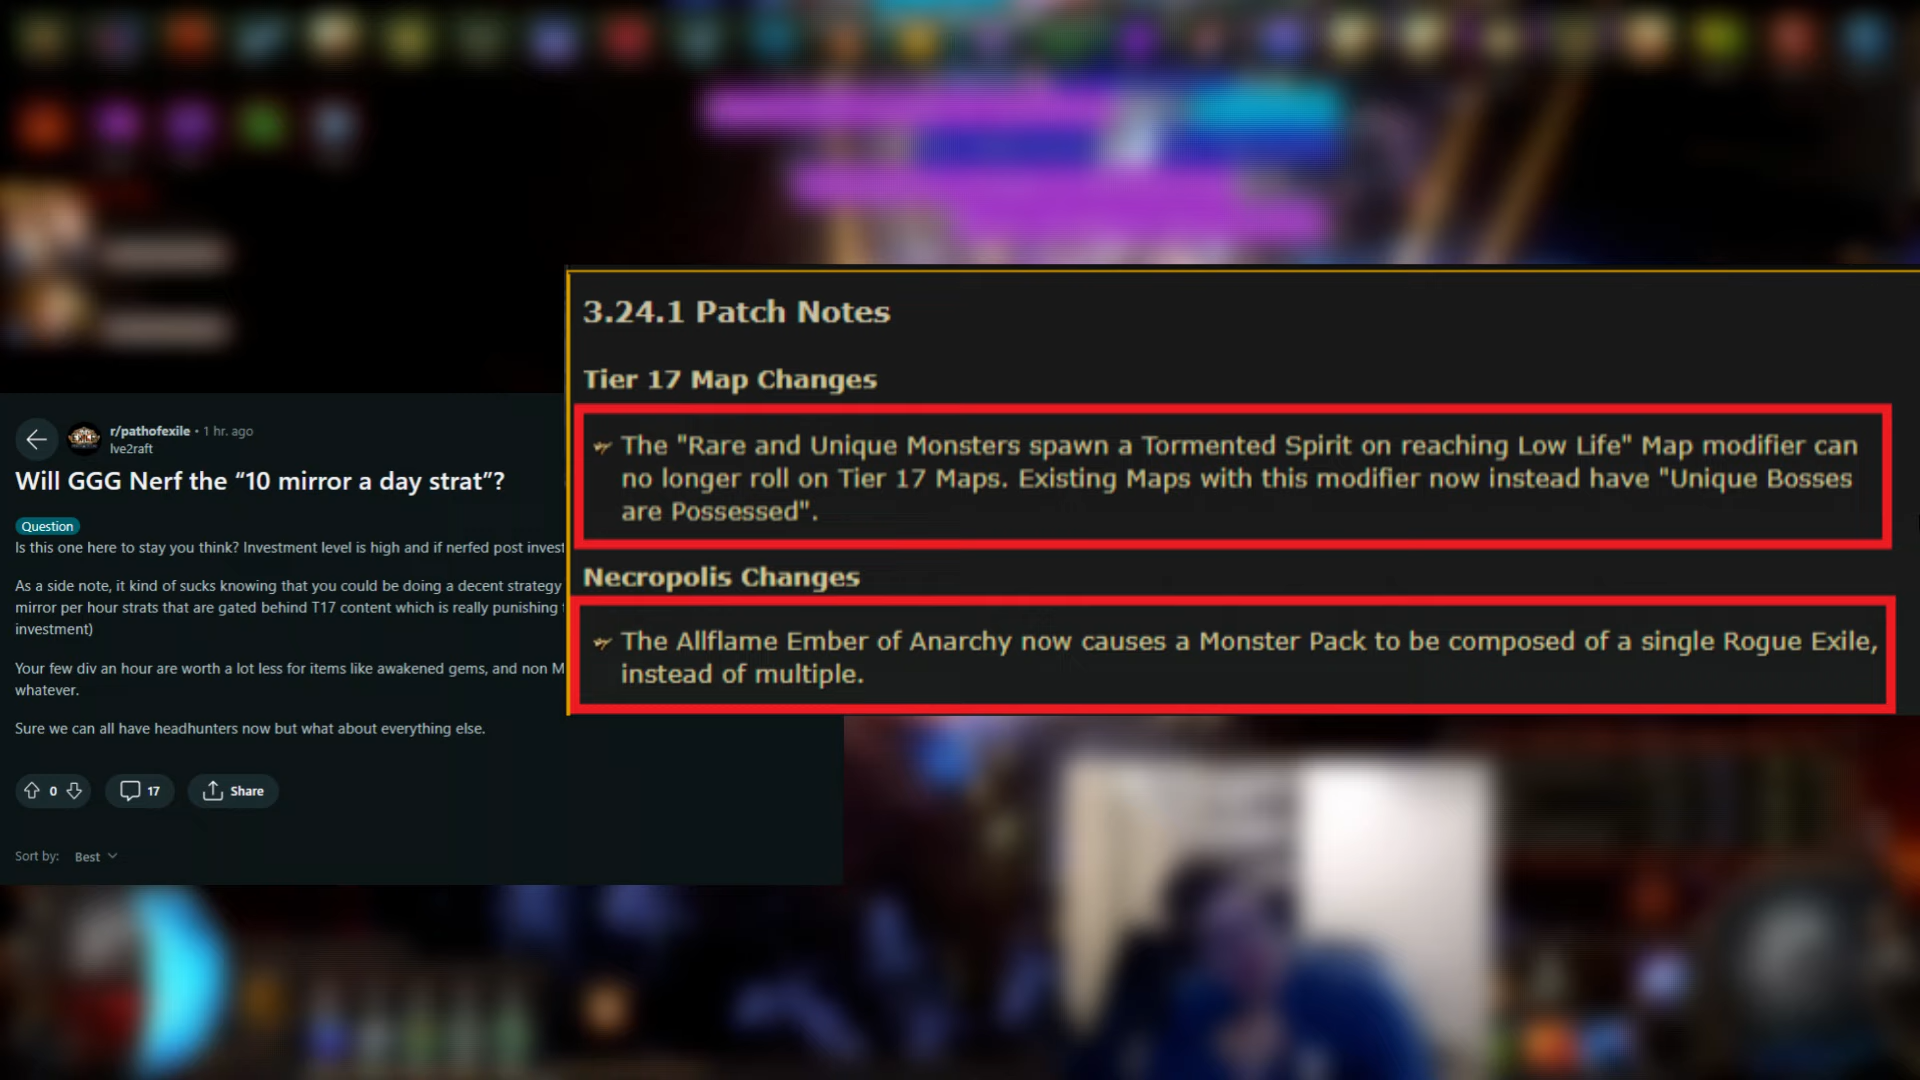 r/pathofexile • 1 hr. ago
lve2raft
Will GGG Nerf the “10 mirror a day strat”?
Question
Is this one here to stay you think? Investment level is high and if nerfed post invest
As a side note, it kind of sucks knowing that you could be doing a decent strategy
mirror per hour strats that are gated behind T17 content which is really punishing
investment)
Your few div an hour are worth a lot less for items like awakened gems, and non M
whatever.
Sure we can all have headhunters now but what about everything else.
0
17
Share
Sort by: Best
3.24.1 Patch Notes
Tier 17 Map Changes
The "Rare and Unique Monsters spawn a Tormented Spirit on reaching Low Life" Map modifier can
no longer roll on Tier 17 Maps. Existing Maps with this modifier now instead have "Unique Bosses
are Possessed".
Necropolis Changes
The Allflame Ember of Anarchy now causes a Monster Pack to be composed of a single Rogue Exile,
instead of multiple.